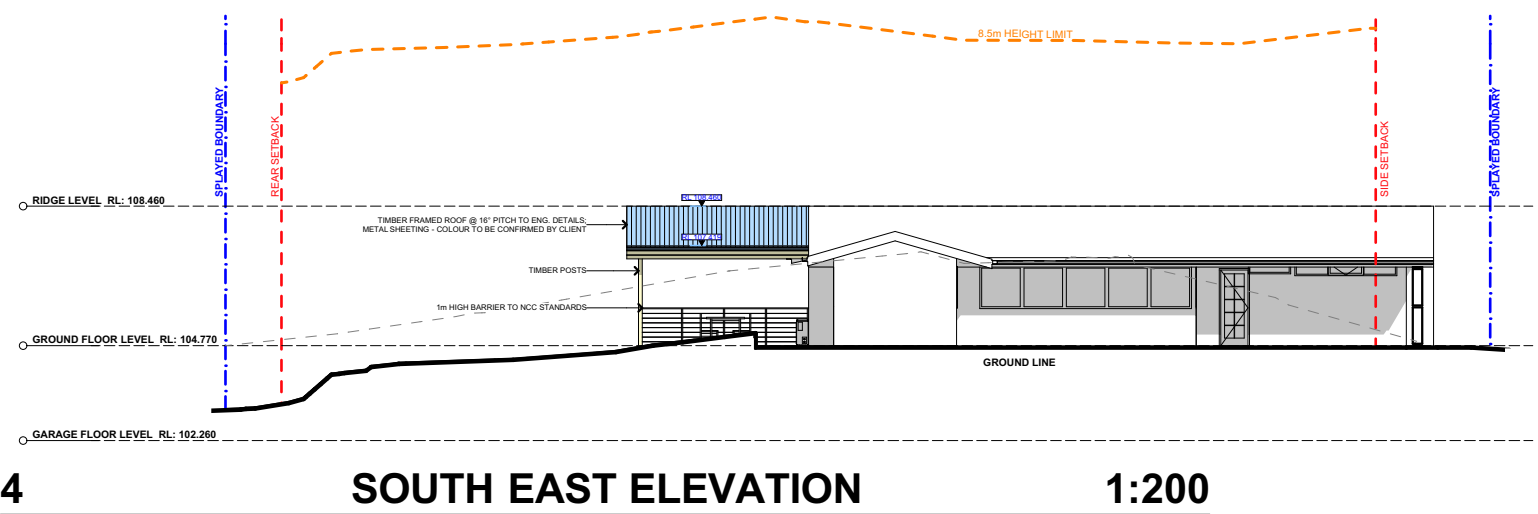 8.5m HEIGHT LIMIT
SPLAYED BOUNDARY
REAR SETBACK
SIDE SETBACK
SPLAYED BOUNDARY
RIDGE LEVEL RL: 108.460
RL 108.460
TIMBER FRAMED ROOF @ 16° PITCH TO ENG. DETAILS;
METAL SHEETING - COLOUR TO BE CONFIRMED BY CLIENT
TIMBER POSTS
1m HIGH BARRIER TO NCC STANDARDS
GROUND FLOOR LEVEL RL: 104.770
GROUND LINE
GARAGE FLOOR LEVEL RL: 102.260
4
SOUTH EAST ELEVATION
1:200